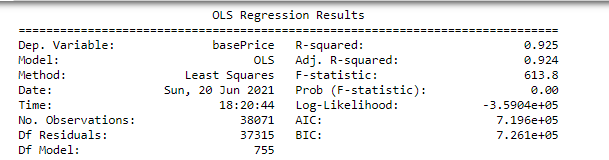 OLS Regression Results
==============================================================================
Dep. Variable: basePrice R-squared: 0.925
Model: OLS Adj. R-squared: 0.924
Method: Least Squares F-statistic: 613.8
Date: Sun, 20 Jun 2021 Prob (F-statistic): 0.00
Time: 18:20:44 Log-Likelihood: -3.5904e+05
No. Observations: 38071 AIC: 7.196e+05
Df Residuals: 37315 BIC: 7.261e+05
Df Model: 755